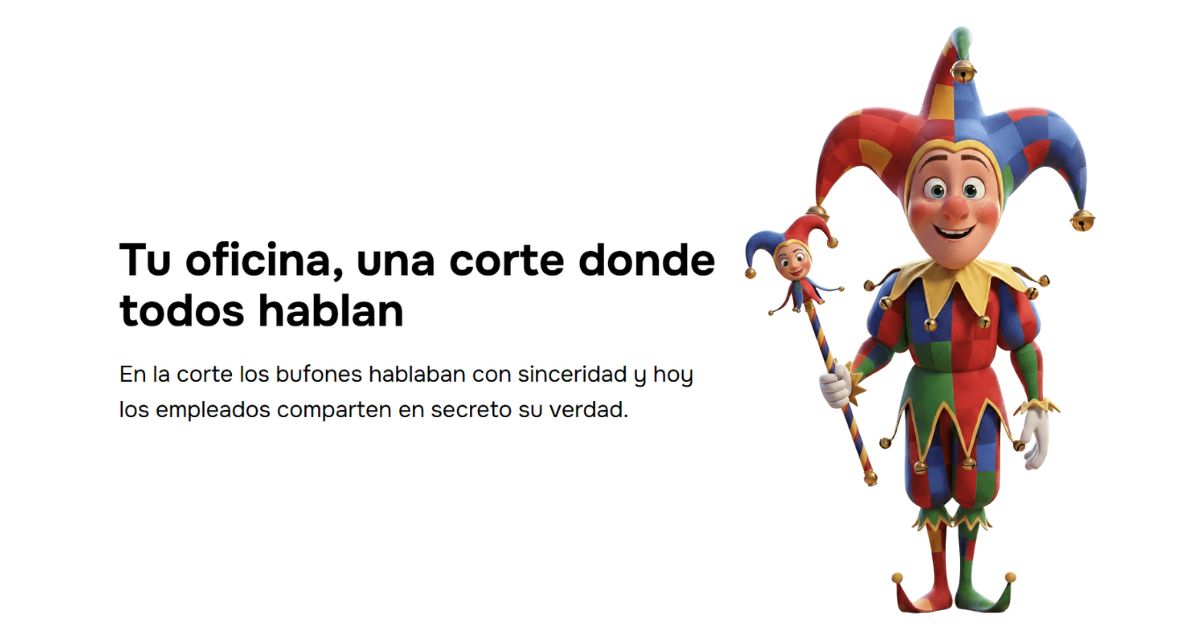 Tu oficina, una corte donde
todos hablan
En la corte los bufones hablaban con sinceridad y hoy
los empleados comparten en secreto su verdad.